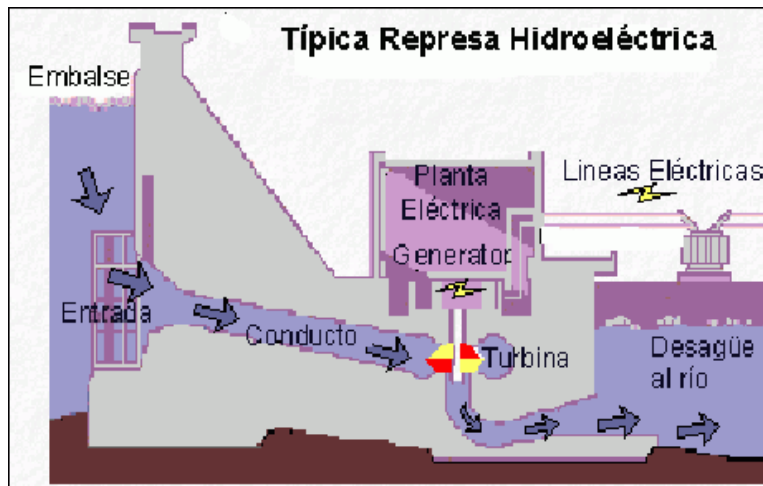 Típica Represa Hidroeléctrica
Embalse
Planta
Eléctrica
Generator
Lineas Eléctricas
Entrada
Conducto
Turbina
Desagüe
al río